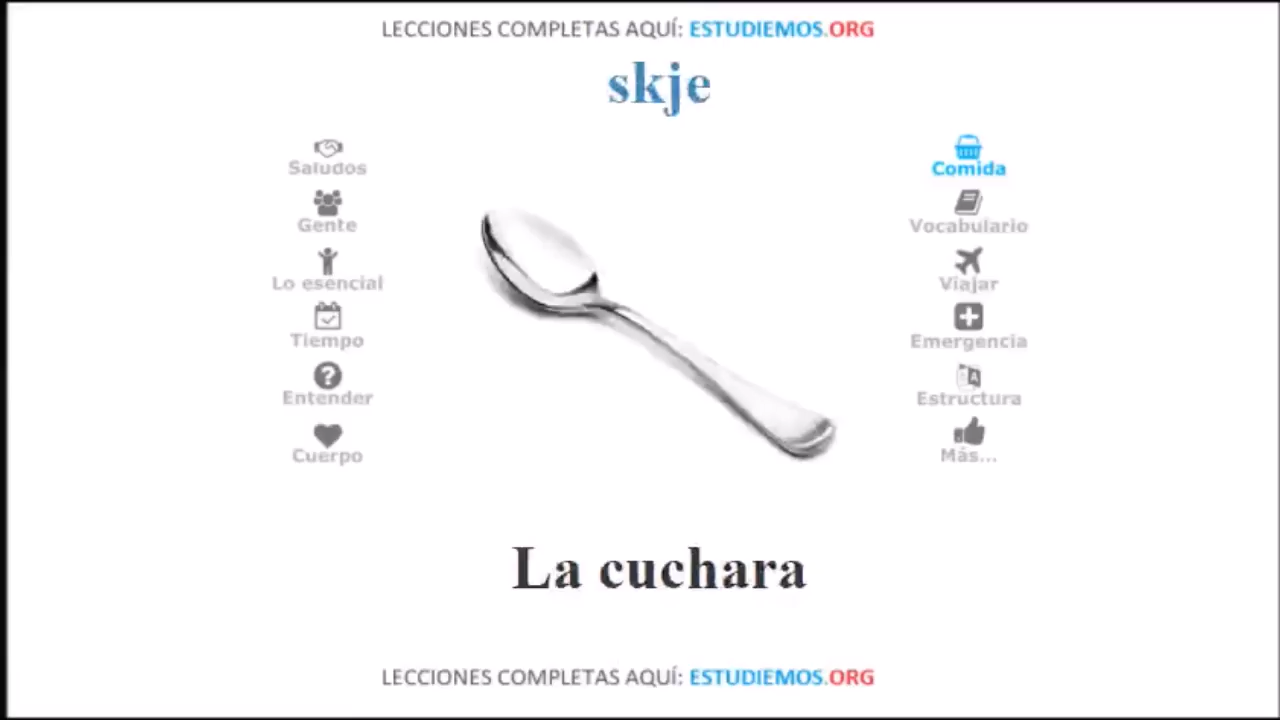 LECCIONES COMPLETAS AQUÍ: ESTUDIEMOS.ORG
skje
Saludos
Gente
Lo esencial
Tiempo
Entender
Cuerpo
Comida
Vocabulario
Viajar
Emergencia
Estructura
Más...
La cuchara
LECCIONES COMPLETAS AQUÍ: ESTUDIEMOS.ORG